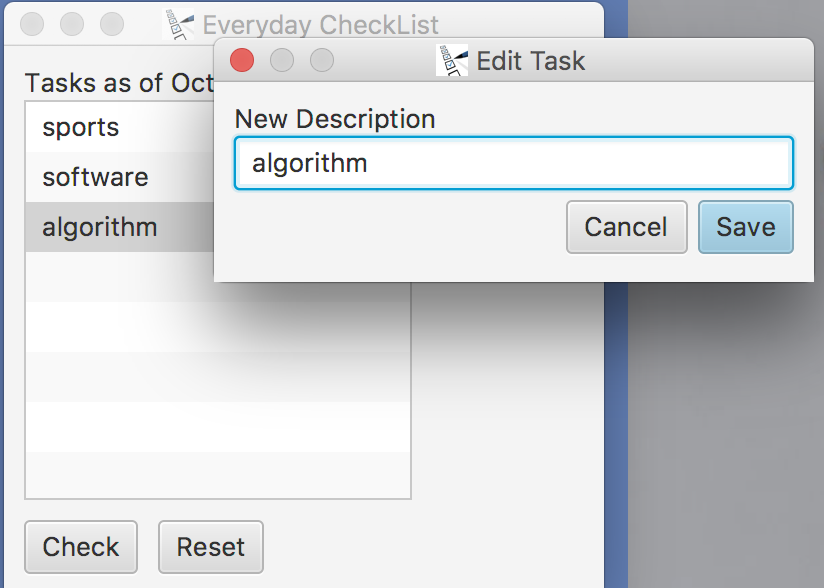 Everyday CheckList
Edit Task
Tasks as of Oct
sports
software
algorithm
New Description
algorithm
Cancel
Save
Check
Reset